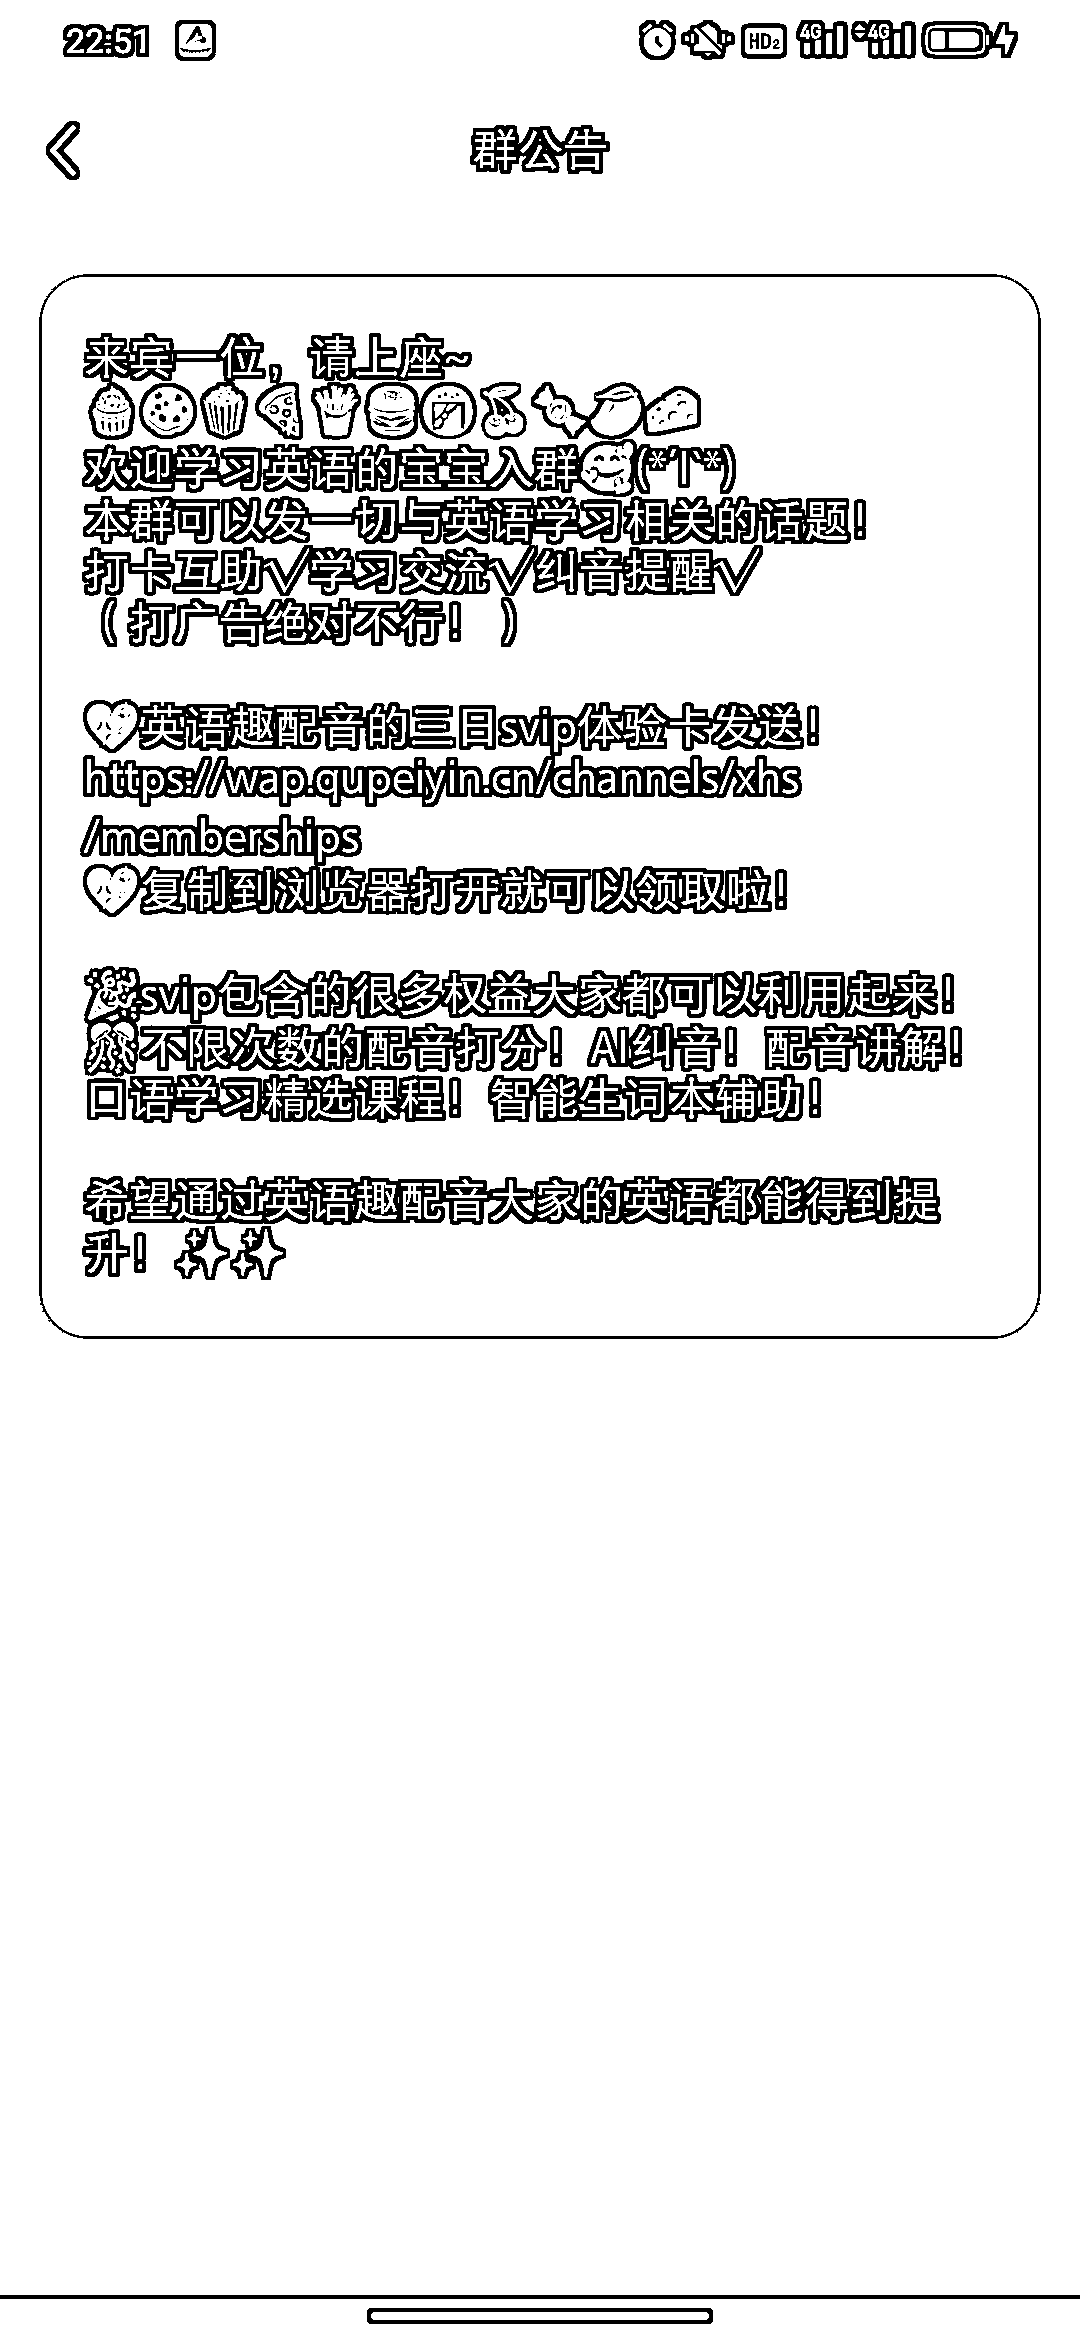 22:51
HD2 4G 4G
群公告
来宾一位，请上座~
🧁🍪🍿🍕🍟🍔🍘🍒🍬🥭🧀
欢迎学习英语的宝宝入群🥰(*'I`*)
本群可以发一切与英语学习相关的话题！
打卡互助√学习交流√纠音提醒√
（打广告绝对不行！）
💖英语趣配音的三日svip体验卡发送！
https://wap.qupeiyin.cn/channels/xhs
/memberships
💖复制到浏览器打开就可以领取啦！
🎉svip包含的很多权益大家都可以利用起来！
🎊不限次数的配音打分！AI纠音！配音讲解！
口语学习精选课程！智能生词本辅助！
希望通过英语趣配音大家的英语都能得到提
升！✨✨